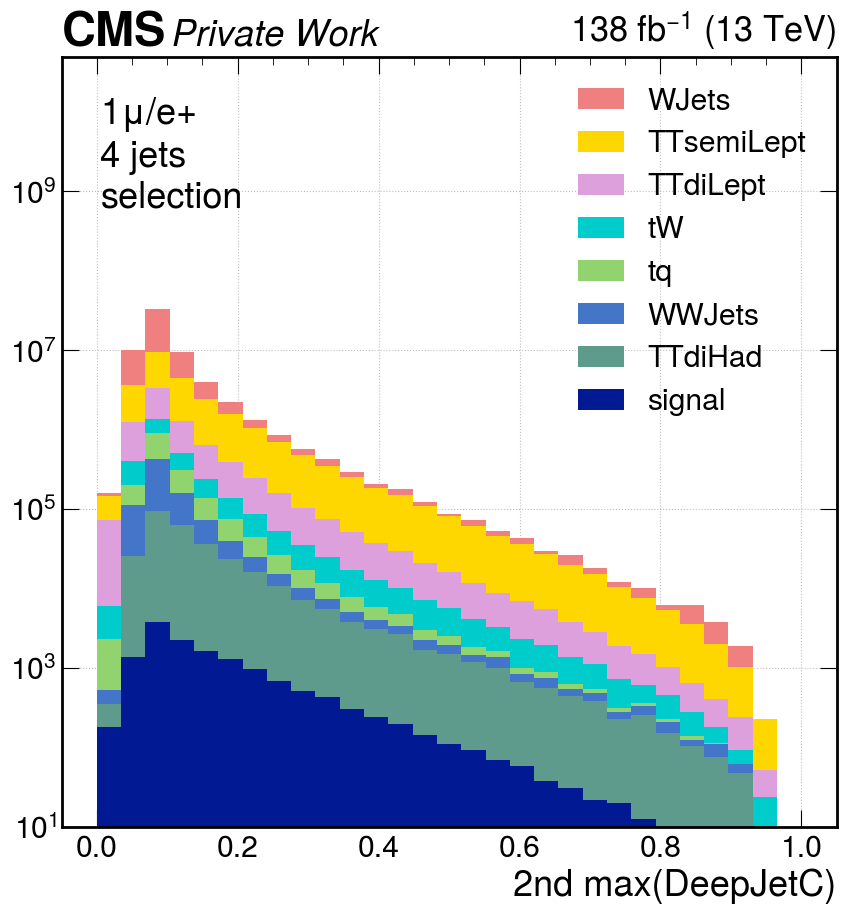 CMS Private Work 138 fb⁻¹ (13 TeV)
1μ/e+
4 jets
selection
WJets
TTsemiLept
TTdiLept
tW
tq
WWJets
TTdiHad
signal
10⁹
10⁷
10⁵
10³
10¹
0.0 0.2 0.4 0.6 0.8 1.0
2nd max(DeepJetC)